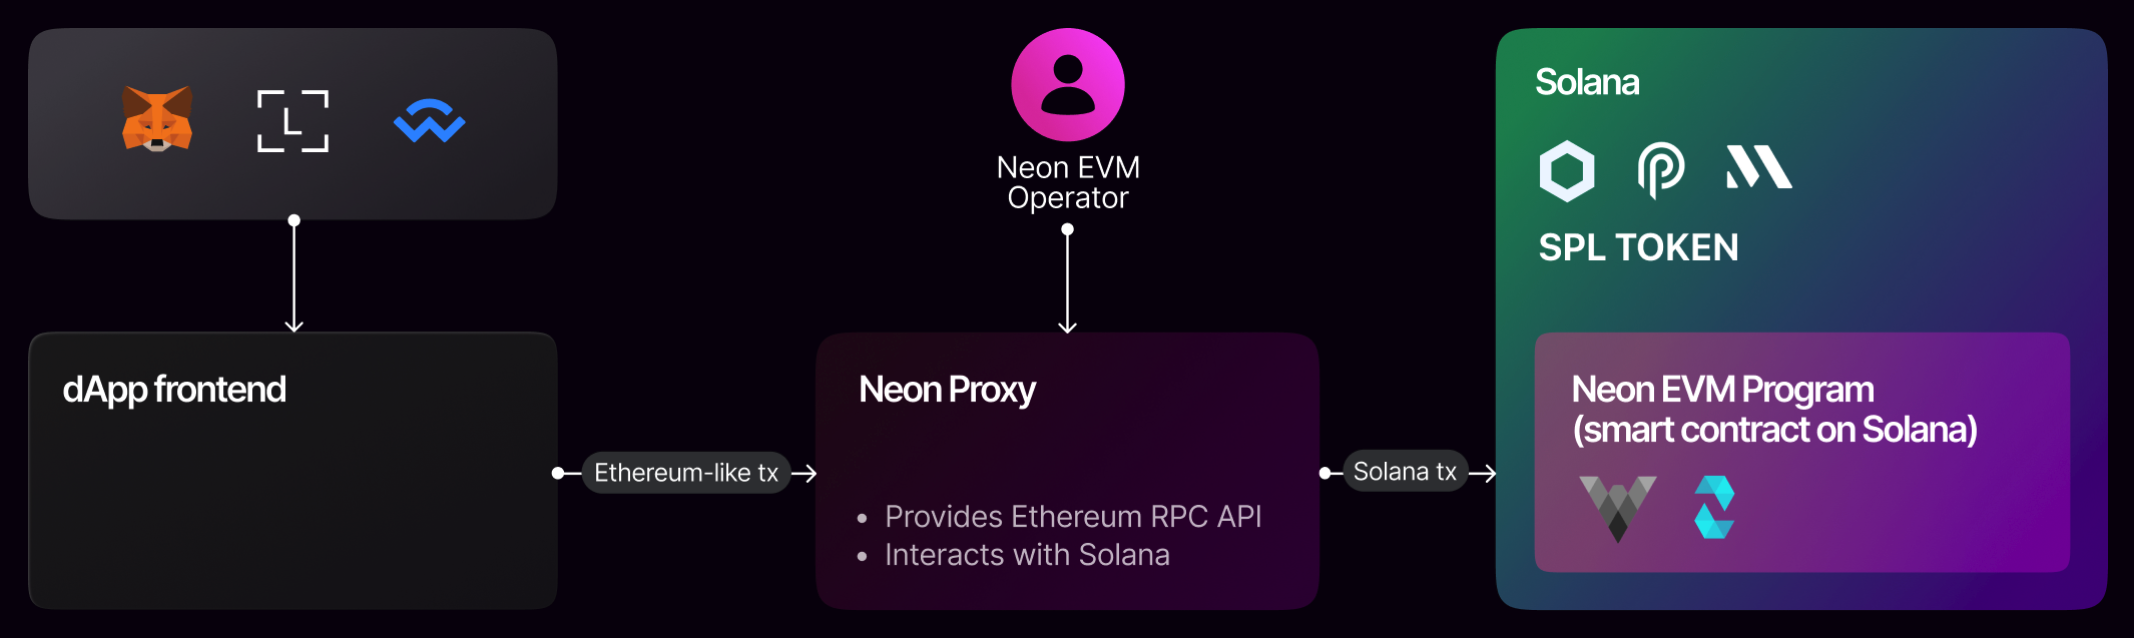 L
Neon EVM
Operator
Solana
SPL TOKEN
dApp frontend
Ethereum-like tx
Neon Proxy
• Provides Ethereum RPC API
• Interacts with Solana
Solana tx
Neon EVM Program
(smart contract on Solana)